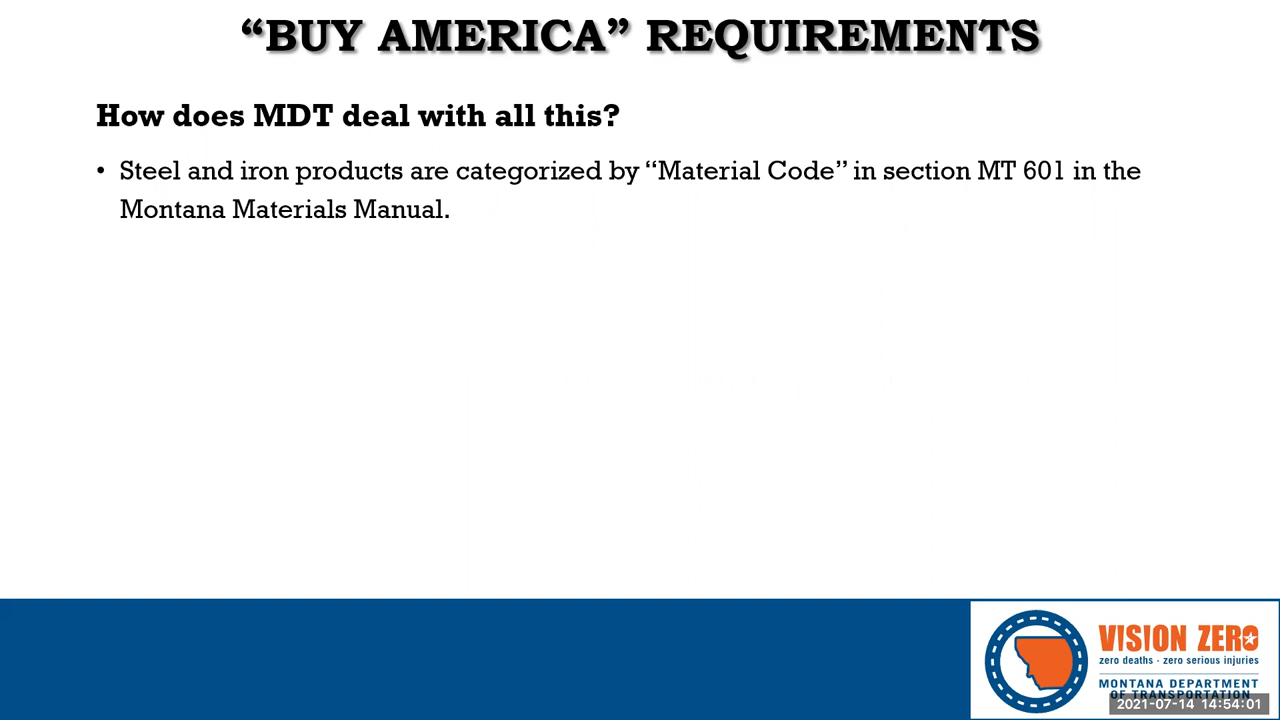 “BUY AMERICA” REQUIREMENTS
How does MDT deal with all this?
• Steel and iron products are categorized by “Material Code” in section MT 601 in the
Montana Materials Manual.
VISION ZERO
zero deaths · zero serious injuries
MONTANA DEPARTMENT
OF TRANSPORTATION
2021-07-14 14:54:01